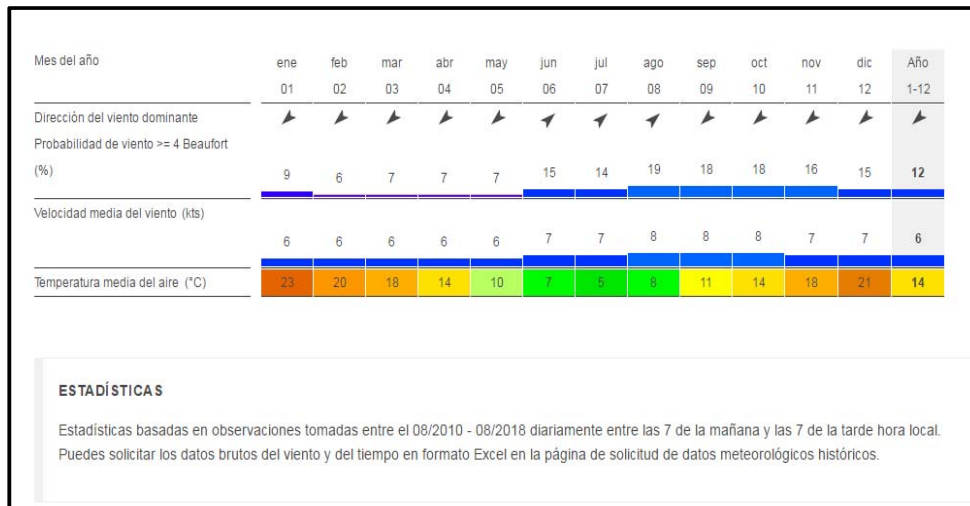 Mes del año ene feb mar abr may jun jul ago sep oct nov dic Año
01 02 03 04 05 06 07 08 09 10 11 12 1-12
Dirección del viento dominante
Probabilidad de viento >= 4 Beaufort
(%) 9 6 7 7 7 15 14 19 18 18 16 15 12
Velocidad media del viento (kts)
6 6 6 6 6 7 7 8 8 8 7 7 6
Temperatura media del aire (°C) 23 20 18 14 10 7 5 8 11 14 18 21 14
ESTADÍSTICAS
Estadísticas basadas en observaciones tomadas entre el 08/2010 - 08/2018 diariamente entre las 7 de la mañana y las 7 de la tarde hora local.
Puedes solicitar los datos brutos del viento y del tiempo en formato Excel en la página de solicitud de datos meteorológicos históricos.